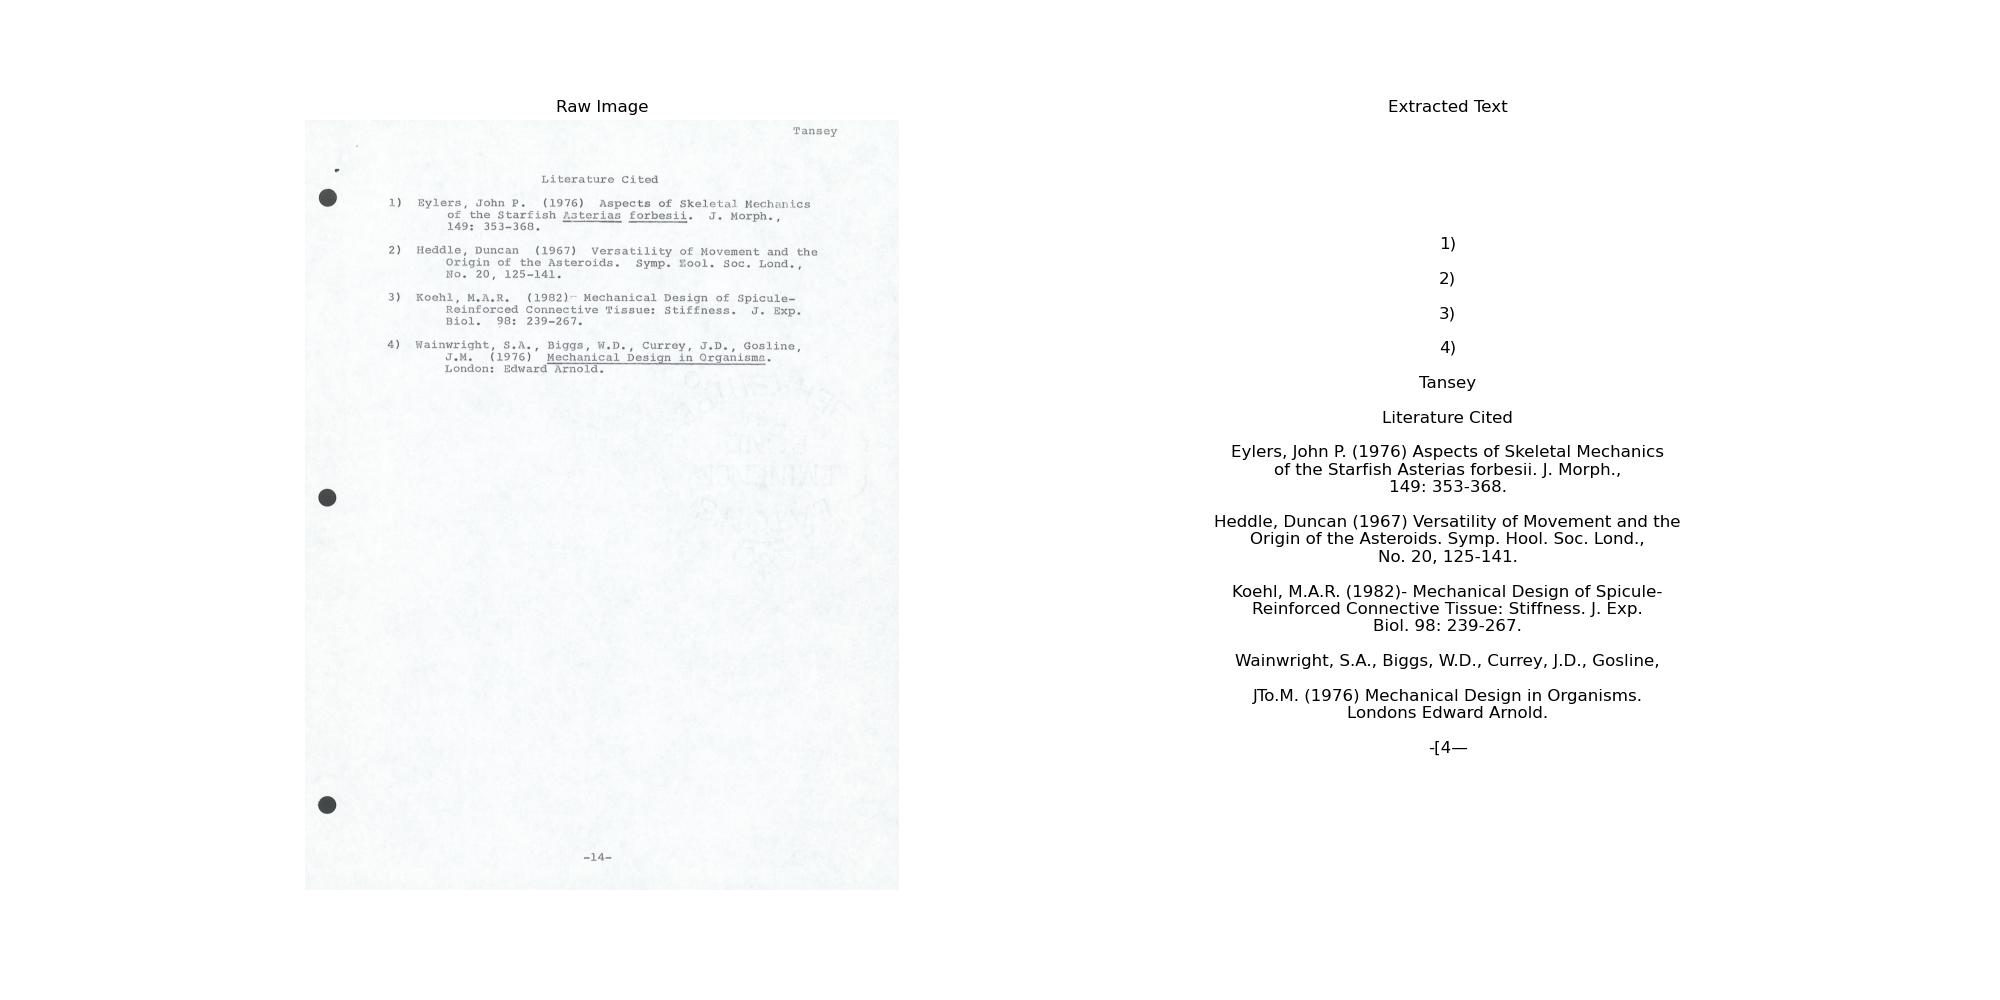 Raw Image
Tansey
Literature Cited
1) Eylers, John P. (1976) Aspects of Skeletal Mechanics
of the Starfish Asterias forbesii. J. Morph.,
149: 353-368.
2) Heddle, Duncan (1967) Versatility of Movement and the
Origin of the Asteroids. Symp. Zool. Soc. Lond.,
No. 20, 125-141.
3) Koehl, M.A.R. (1982) Mechanical Design of Spicule-
Reinforced Connective Tissue: Stiffness. J. Exp.
Biol. 98: 239-267.
4) Wainwright, S.A., Biggs, W.D., Currey, J.D., Gosline,
J.M. (1976) Mechanical Design in Organisms.
London: Edward Arnold.
-14-
Extracted Text
1)
2)
3)
4)
Tansey
Literature Cited
Eylers, John P. (1976) Aspects of Skeletal Mechanics
of the Starfish Asterias forbesii. J. Morph.,
149: 353-368.
Heddle, Duncan (1967) Versatility of Movement and the
Origin of the Asteroids. Symp. Hool. Soc. Lond.,
No. 20, 125-141.
Koehl, M.A.R. (1982)- Mechanical Design of Spicule-
Reinforced Connective Tissue: Stiffness. J. Exp.
Biol. 98: 239-267.
Wainwright, S.A., Biggs, W.D., Currey, J.D., Gosline,
JTo.M. (1976) Mechanical Design in Organisms.
Londons Edward Arnold.
-[4—